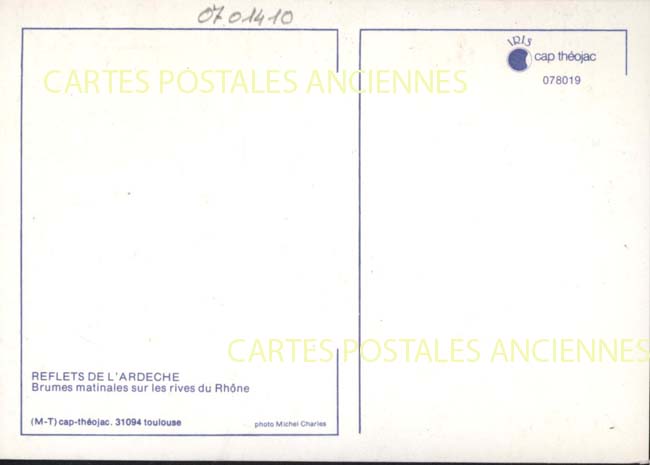 07 01410
IRIS
cap théojac
078019
CARTES POSTALES ANCIENNES
CARTES POSTALES ANCIENNES
REFLETS DE L'ARDECHE
Brumes matinales sur les rives du Rhône
(M-T) cap-théojac. 31094 toulouse
photo Michel Charles